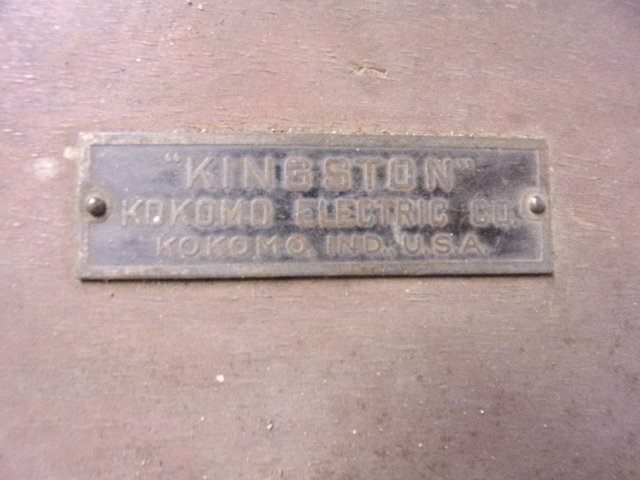 "KINGSTON"
KOKOMO ELECTRIC CO.
KOKOMO, IND., U.S.A.